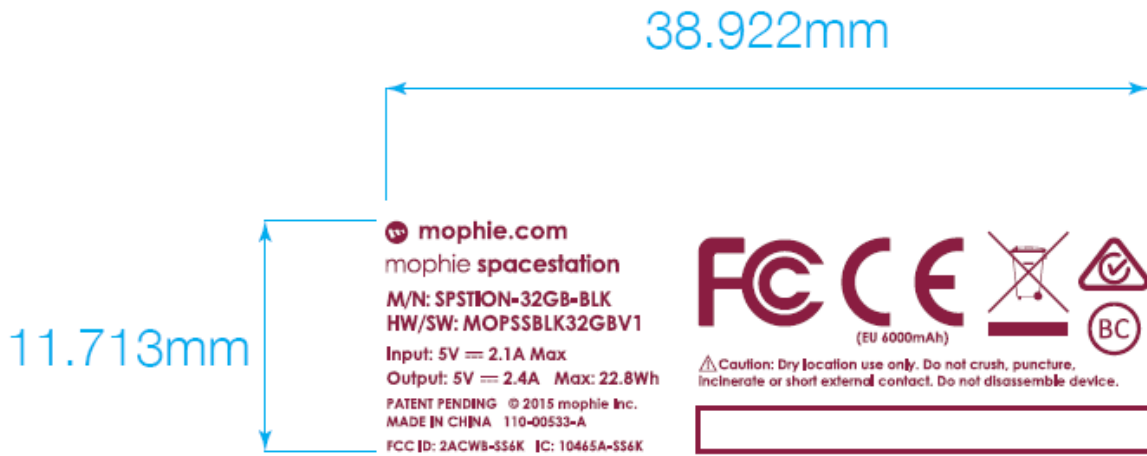 38.922mm
11.713mm
mophie.com
mophie spacestation
M/N: SPSTION-32GB-BLK
HW/SW: MOPSSBLK32GBV1
Input: 5V ⎓ 2.1A Max
Output: 5V ⎓ 2.4A Max: 22.8Wh
PATENT PENDING © 2015 mophie Inc.
MADE IN CHINA 110-00533-A
FCC ID: 2ACWB-SS6K IC: 10465A-SS6K
FC CE
(EU 6000mAh)
BC
⚠ Caution: Dry location use only. Do not crush, puncture,
incinerate or short external contact. Do not disassemble device.